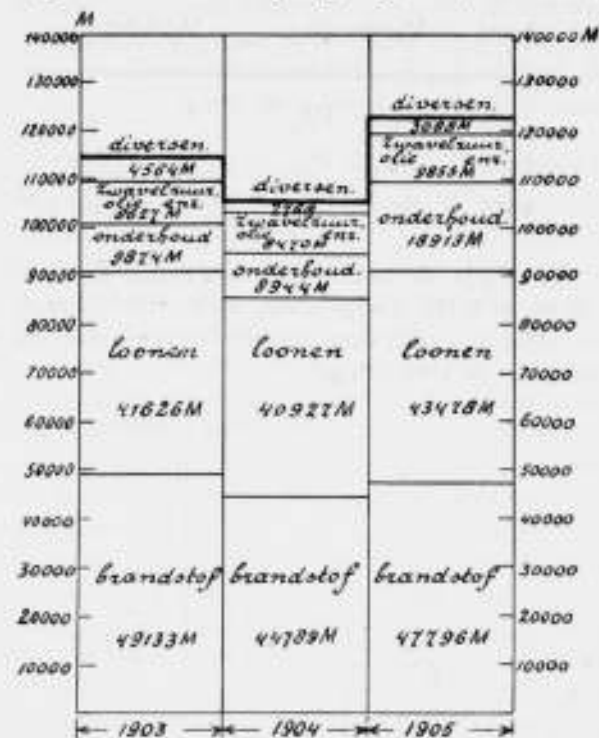 M
140000
130000
120000
110000
100000
90000
80000
70000
60000
50000
40000
30000
20000
10000
diversen.
4564M
zwavelzuur.
olie enz.
M
onderhoud
9874M
loonen
41626M
brandstof
49133M
1903
diversen.
zwavelzuur.
olie enz.
8470M
onderhoud.
8944M
loonen
40927M
brandstof
44789M
1904
diversen.
3088M
zwavelzuur.
olie enz.
9855M
onderhoud.
18913M
loonen
43478M
brandstof
47796M
1905
140000 M
130000
120000
110000
100000
90000
80000
70000
60000
50000
40000
30000
20000
10000